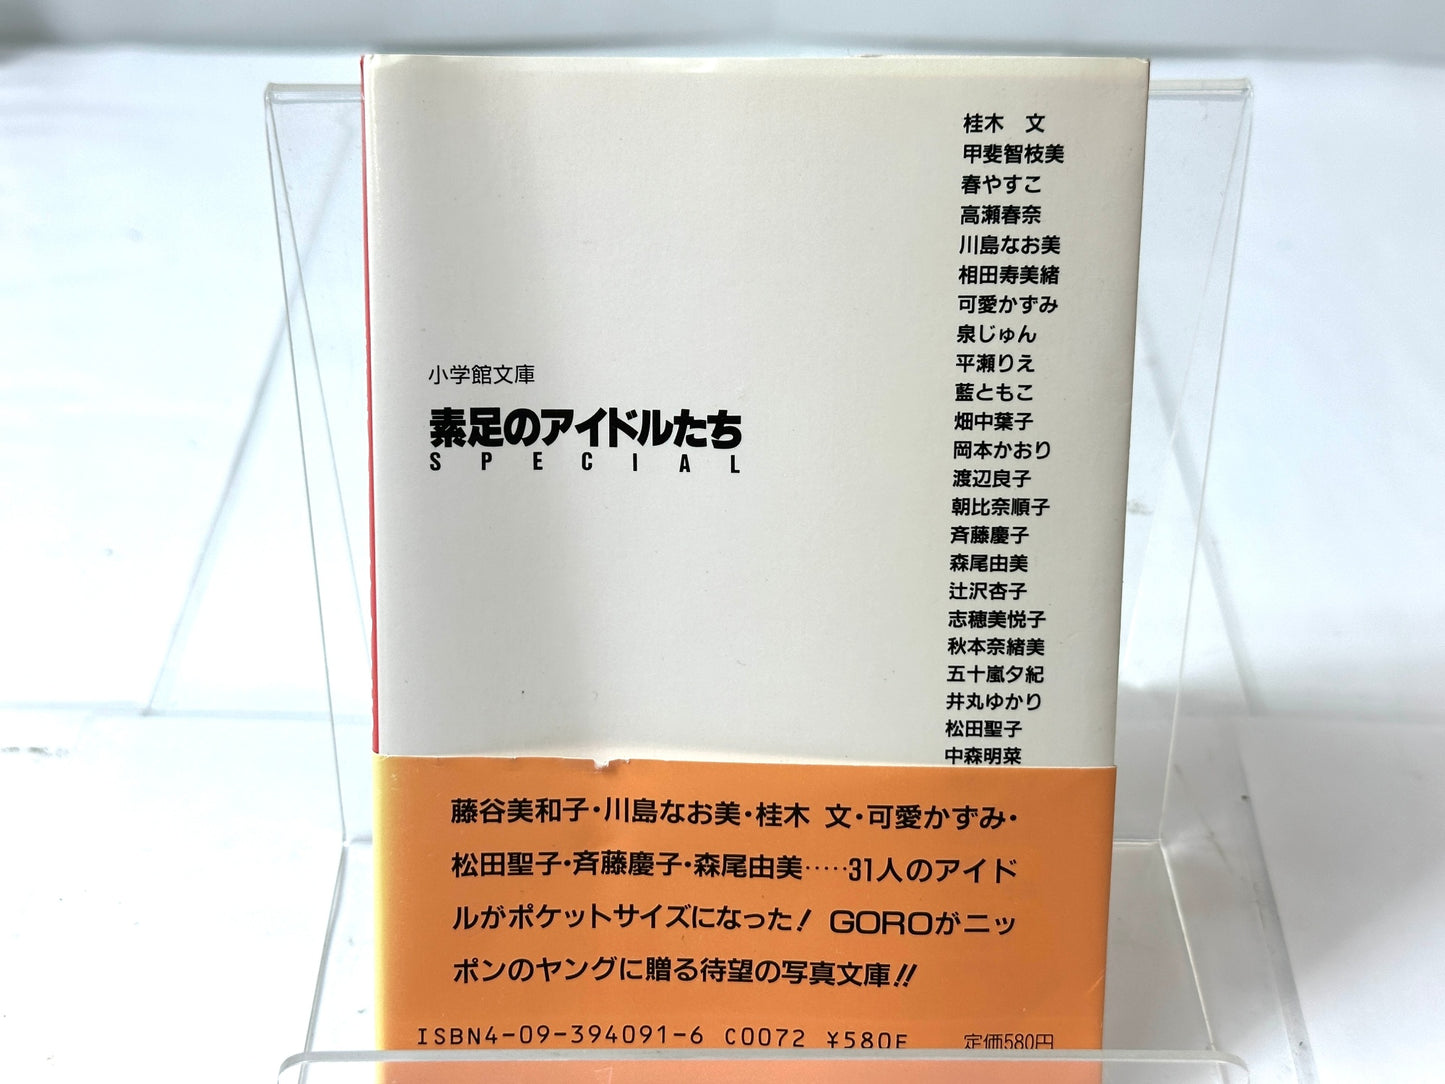 小学館文庫
素足のアイドルたち
SPECIAL
桂木 文
甲斐智枝美
春やすこ
高瀬春奈
川島なお美
相田寿美緒
可愛かずみ
泉じゅん
平瀬りえ
藍ともこ
畑中葉子
岡本かおり
渡辺良子
朝比奈順子
斉藤慶子
森尾由美
辻沢杏子
志穂美悦子
秋本奈緒美
五十嵐夕紀
井丸ゆかり
松田聖子
中森明菜
藤谷美和子・川島なお美・桂木 文・可愛かずみ・
松田聖子・斉藤慶子・森尾由美‥‥‥31人のアイド
ルがポケットサイズになった! GOROがニッ
ポンのヤングに贈る待望の写真文庫!!
ISBN4-09-394091-6 C0072 ¥580E 定価580円